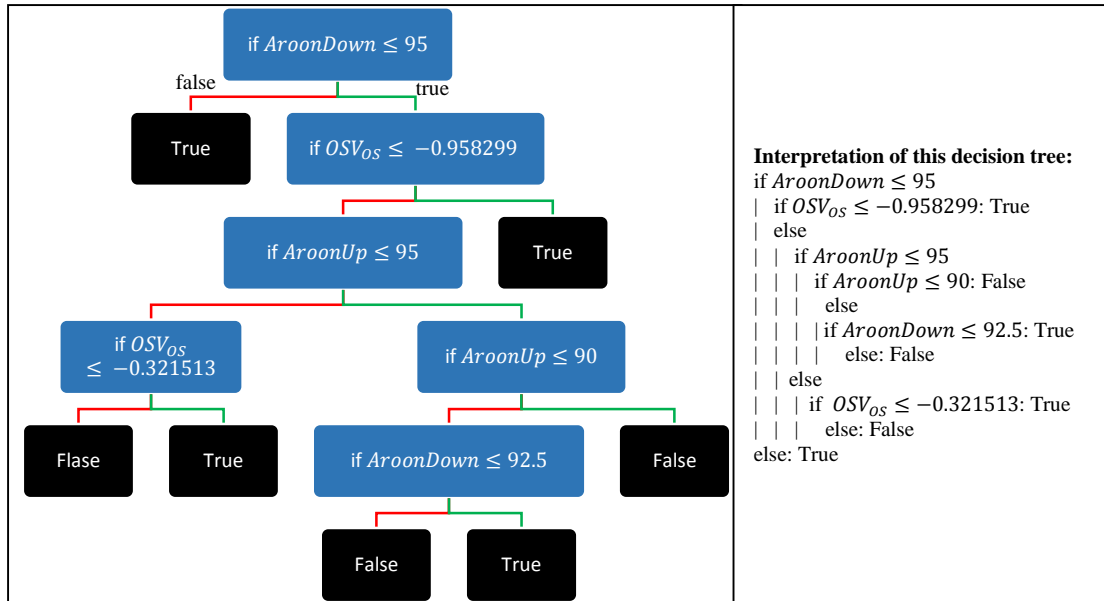 if AroonDown ≤ 95
false
true
True
if OSV_OS ≤ −0.958299
if AroonUp ≤ 95
True
if OSV_OS
≤ −0.321513
if AroonUp ≤ 90
Flase
True
if AroonDown ≤ 92.5
False
False
True
Interpretation of this decision tree:
if AroonDown ≤ 95
| if OSV_OS ≤ −0.958299: True
| else
| | if AroonUp ≤ 95
| | | if AroonUp ≤ 90: False
| | | else
| | | | if AroonDown ≤ 92.5: True
| | | | else: False
| | else
| | | if OSV_OS ≤ −0.321513: True
| | | else: False
else: True